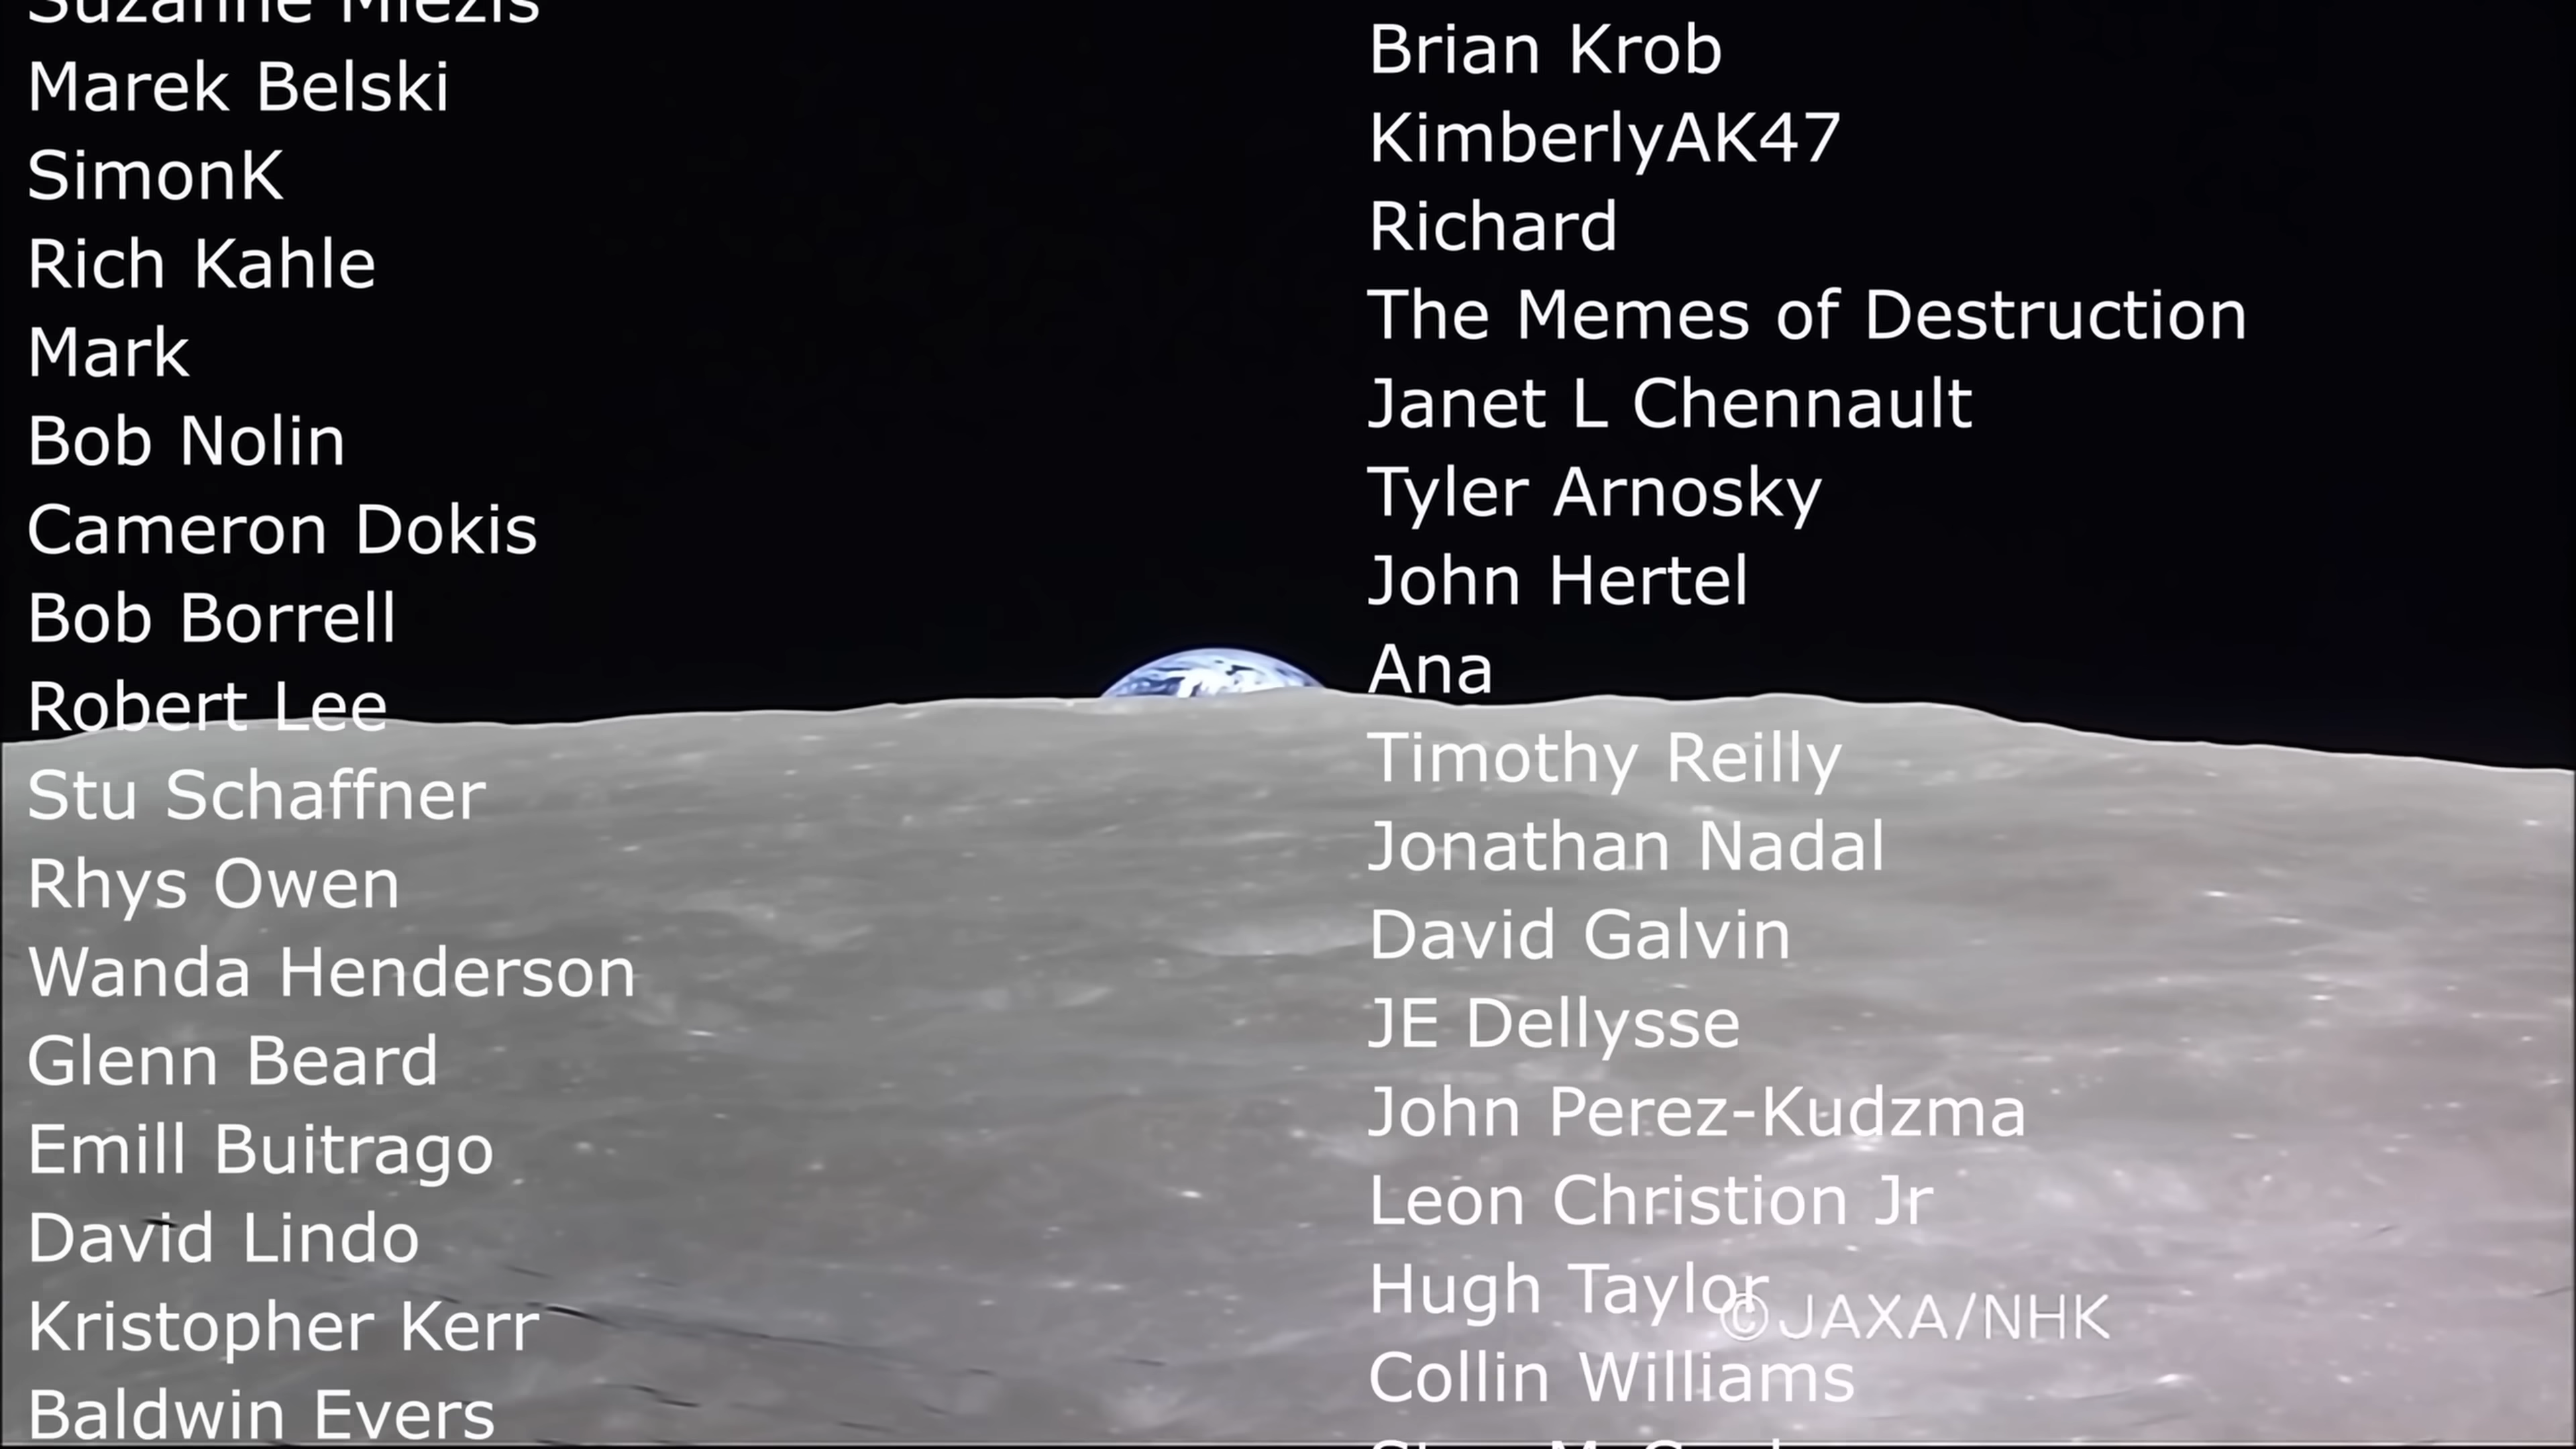 Marek Belski
SimonK
Rich Kahle
Mark
Bob Nolin
Cameron Dokis
Bob Borrell
Robert Lee
Stu Schaffner
Rhys Owen
Wanda Henderson
Glenn Beard
Emill Buitrago
David Lindo
Kristopher Kerr
Baldwin Evers
Brian Krob
KimberlyAK47
Richard
The Memes of Destruction
Janet L Chennault
Tyler Arnosky
John Hertel
Ana
Timothy Reilly
Jonathan Nadal
David Galvin
JE Dellysse
John Perez-Kudzma
Leon Christion Jr
Hugh Taylor
Collin Williams
©JAXA/NHK